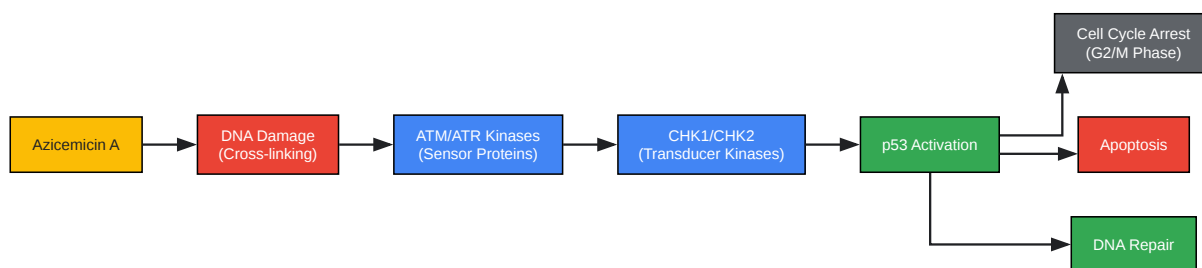 Azicemicin A
DNA Damage
(Cross-linking)
ATM/ATR Kinases
(Sensor Proteins)
CHK1/CHK2
(Transducer Kinases)
p53 Activation
Cell Cycle Arrest
(G2/M Phase)
Apoptosis
DNA Repair